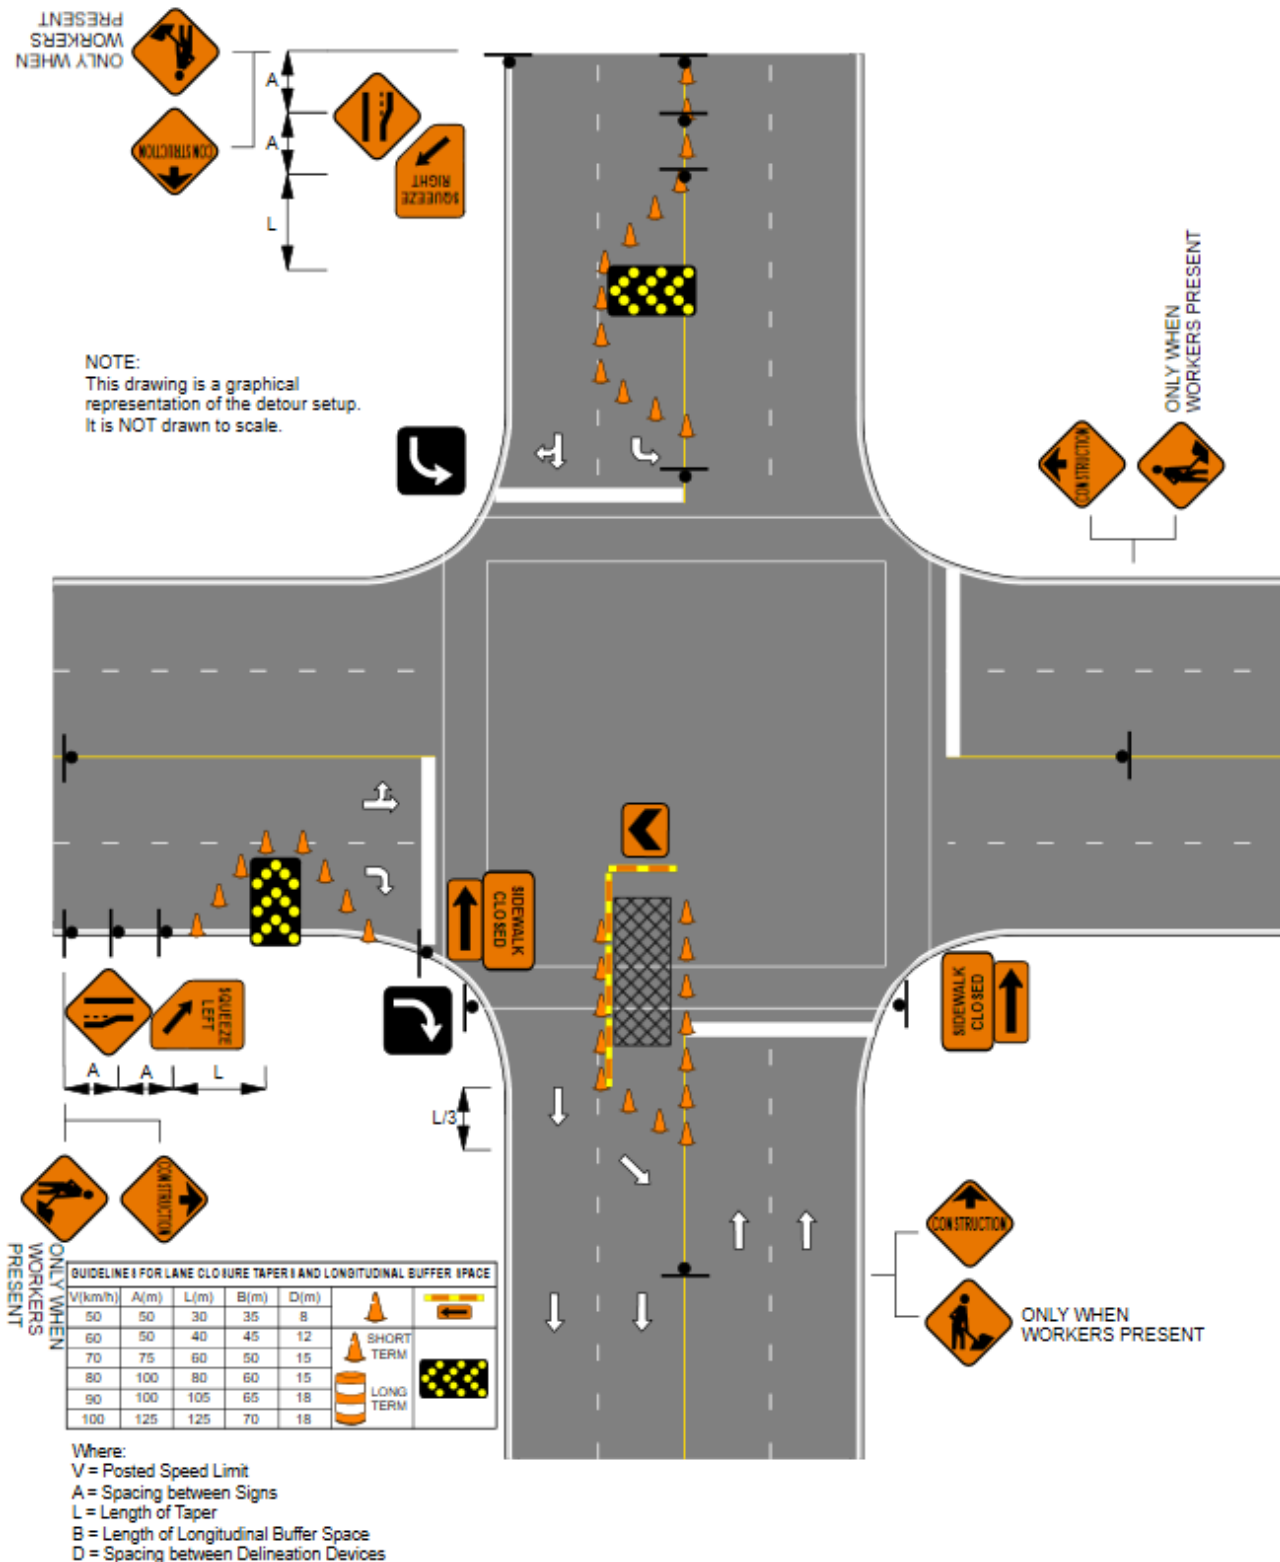 ONLY WHEN
WORKERS
PRESENT
CONSTRUCTION
A
A
L
SQUEEZE
RIGHT
NOTE:
This drawing is a graphical
representation of the detour setup.
It is NOT drawn to scale.
ONLY WHEN
WORKERS PRESENT
CONSTRUCTION
SIDEWALK
CLOSED
SIDEWALK
CLOSED
SQUEEZE
LEFT
A
A
L
L/3
CONSTRUCTION
ONLY WHEN
WORKERS
PRESENT
CONSTRUCTION
ONLY WHEN
WORKERS PRESENT
GUIDELINES FOR LANE CLOSURE TAPERS AND LONGITUDINAL BUFFER SPACE
V(km/h) A(m) L(m) B(m) D(m)
50 50 30 35 8
60 50 40 45 12
70 75 60 50 15
80 100 80 60 15
90 100 105 65 18
100 125 125 70 18
SHORT
TERM
LONG
TERM
Where:
V = Posted Speed Limit
A = Spacing between Signs
L = Length of Taper
B = Length of Longitudinal Buffer Space
D = Spacing between Delineation Devices